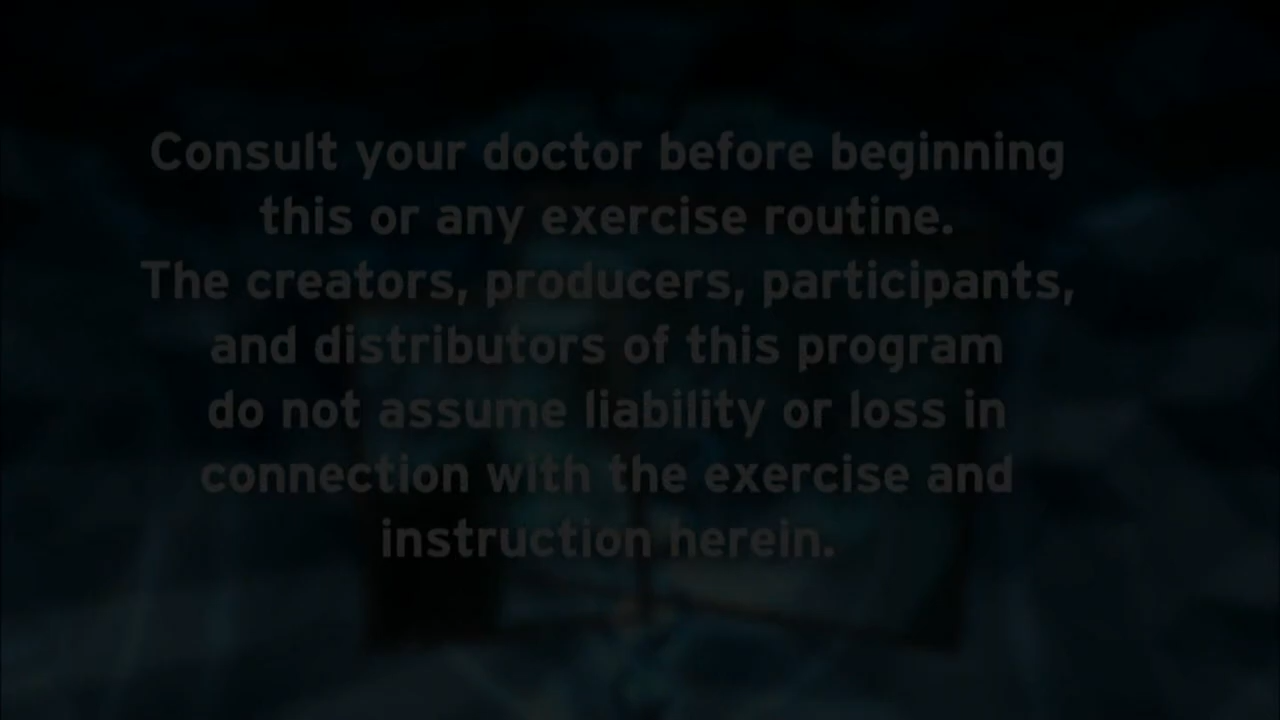 Consult your doctor before beginning
this or any exercise routine.
The creators, producers, participants,
and distributors of this program
do not assume liability or loss in
connection with the exercise and
instruction herein.